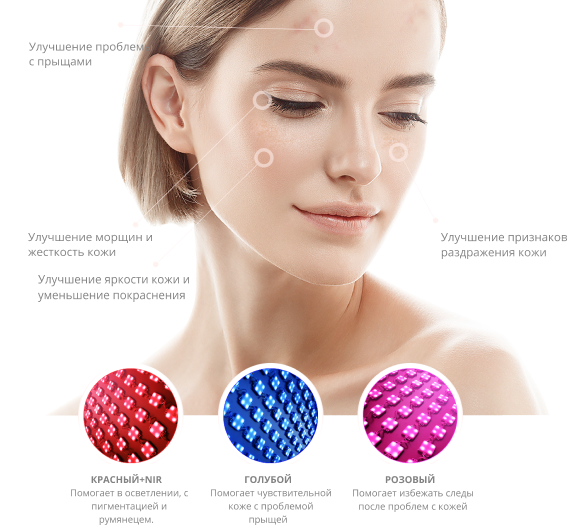 Улучшение проблем
с прыщами
Улучшение морщин и
жесткость кожи
Улучшение признаков
раздражения кожи
Улучшение яркости кожи и
уменьшение покраснения
КРАСНЫЙ+NIR
Помогает в осветлении, с
пигментацией и
румянецем.
ГОЛУБОЙ
Помогает чувствительной
коже с проблемой
прыщей
РОЗОВЫЙ
Помогает избежать следы
после проблем с кожей